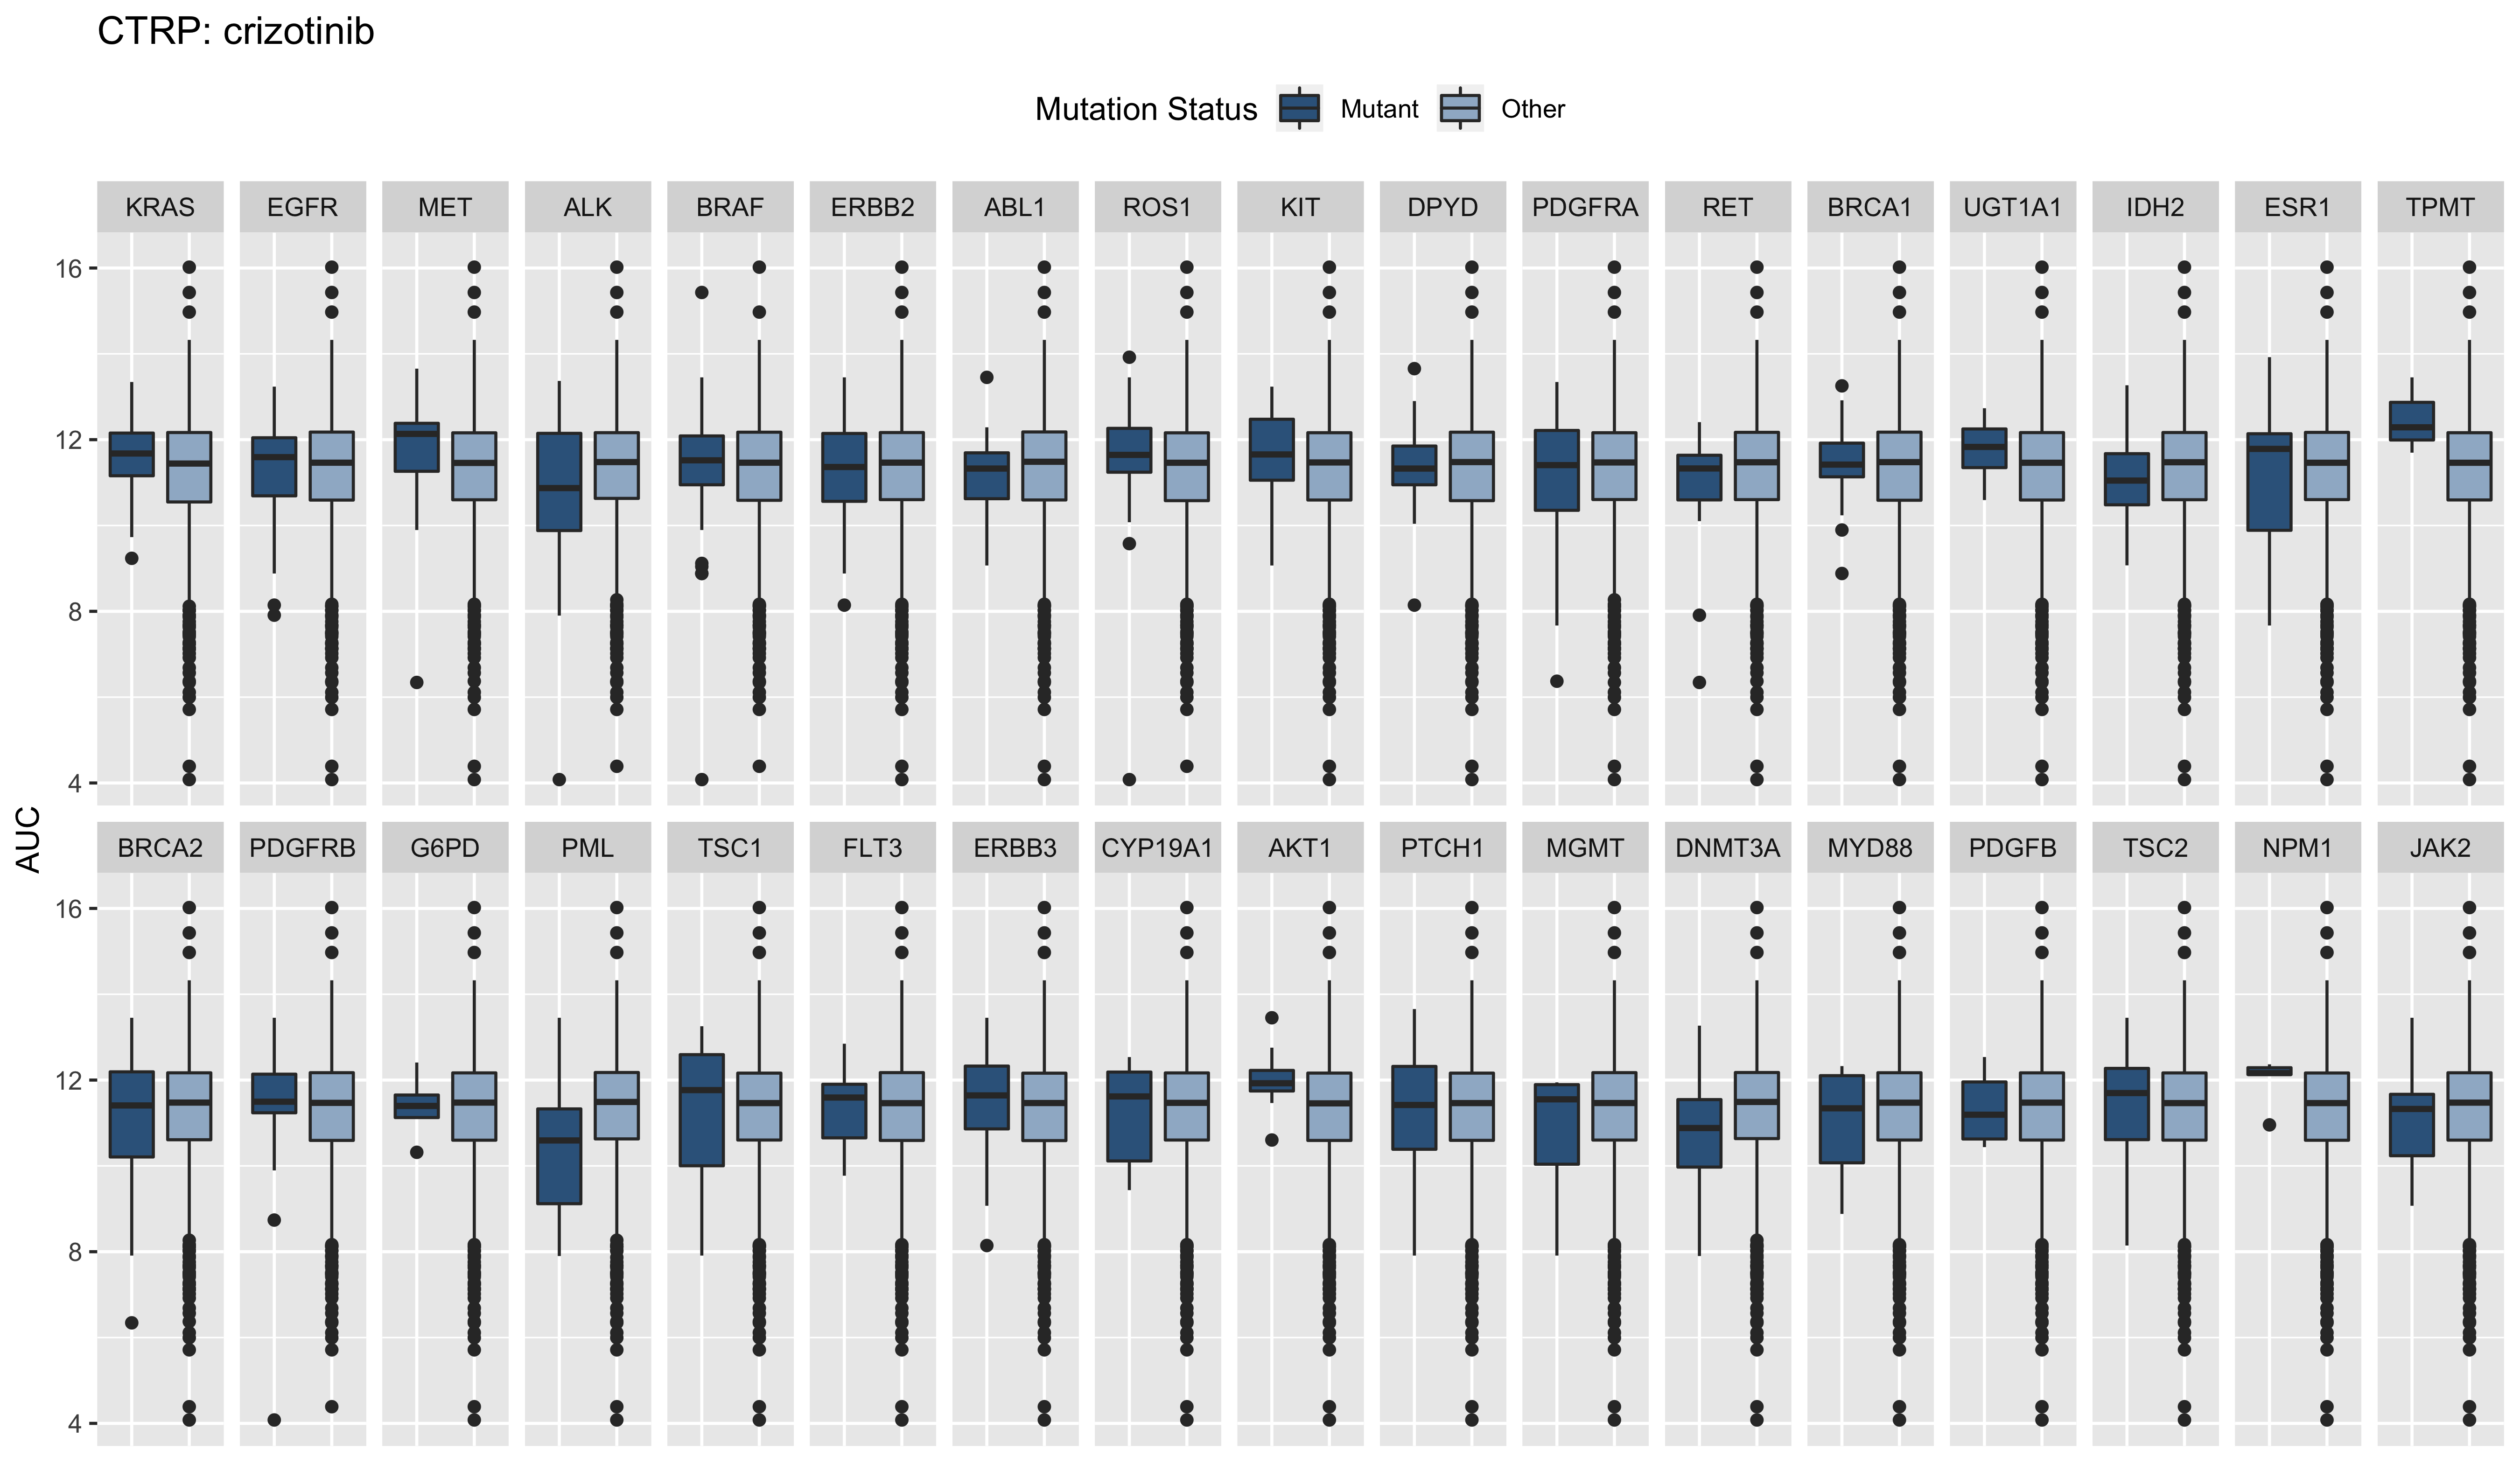 CTRP: crizotinib
Mutation Status Mutant Other
KRAS EGFR MET ALK BRAF ERBB2 ABL1 ROS1 KIT DPYD PDGFRA RET BRCA1 UGT1A1 IDH2 ESR1 TPMT
16
12
8
4
AUC
BRCA2 PDGFRB G6PD PML TSC1 FLT3 ERBB3 CYP19A1 AKT1 PTCH1 MGMT DNMT3A MYD88 PDGFB TSC2 NPM1 JAK2
16
12
8
4